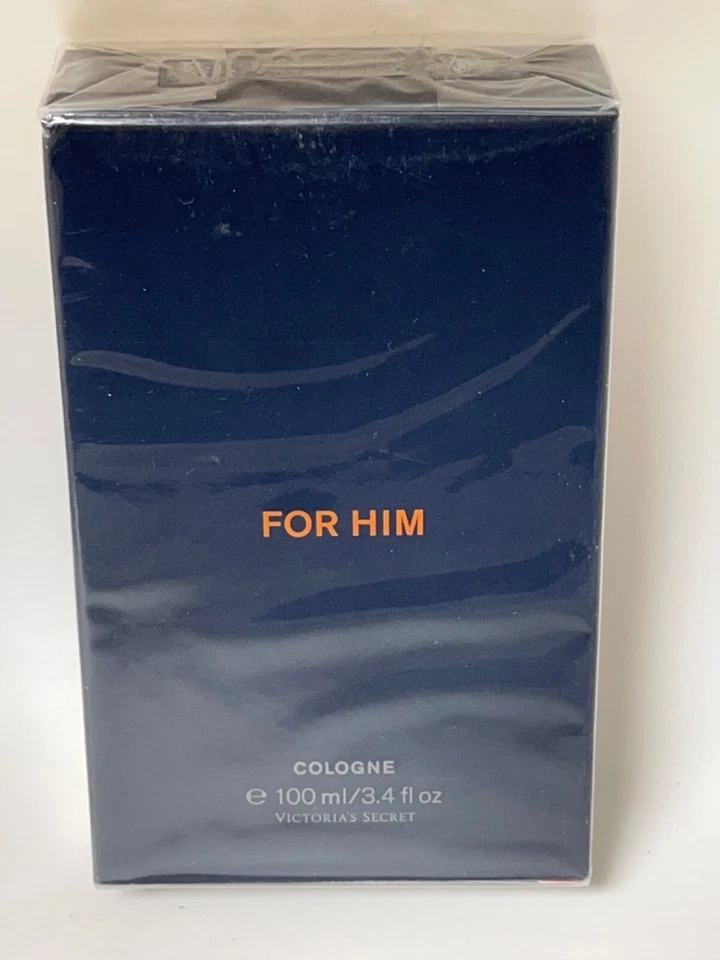 FOR HIM
COLOGNE
℮ 100 ml/3.4 fl oz
VICTORIA'S SECRET